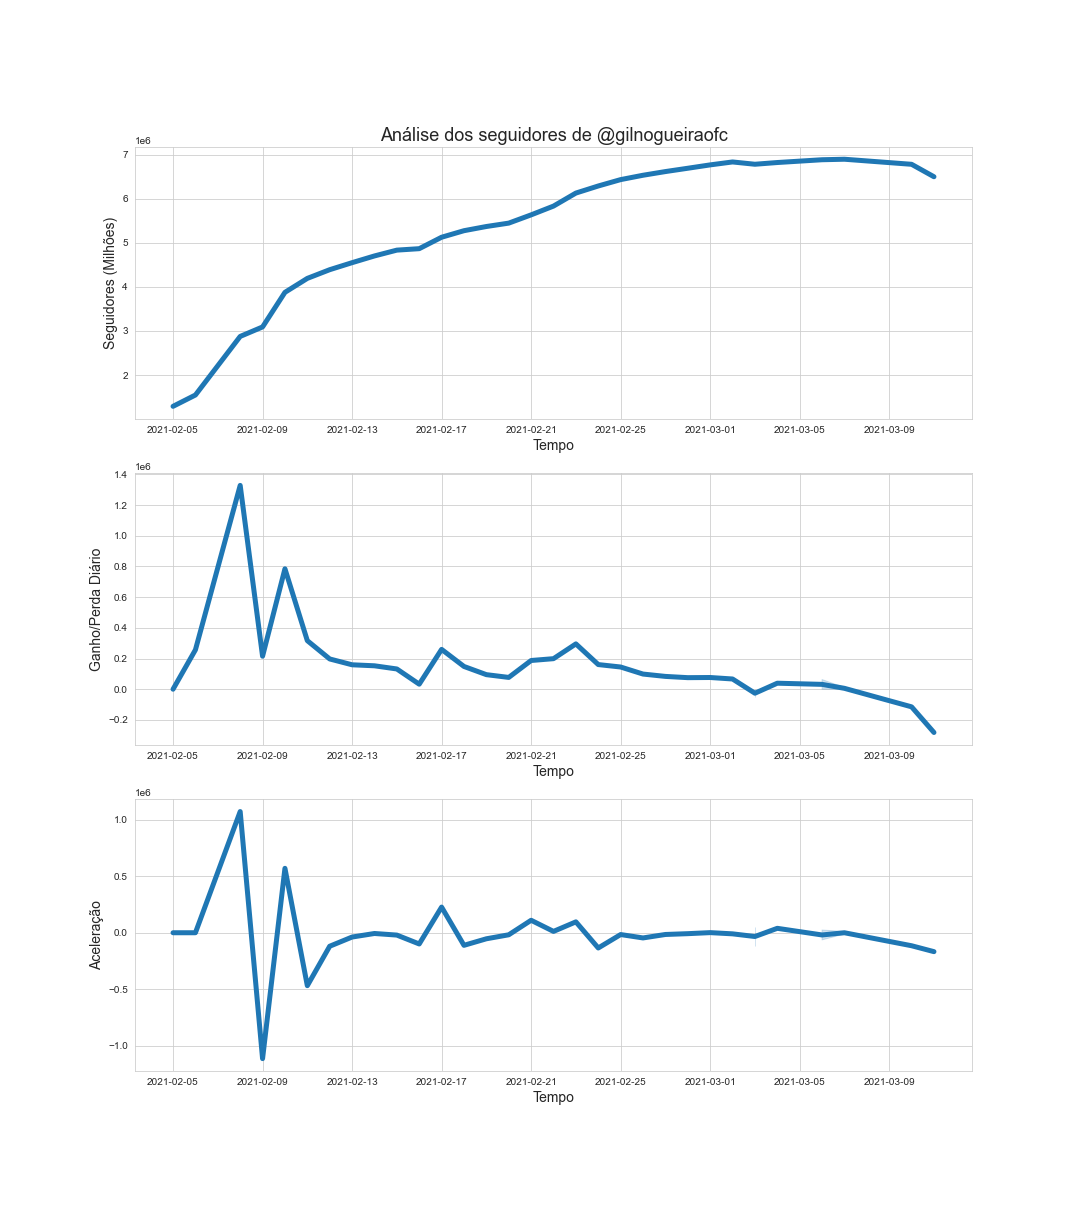 Análise dos seguidores de @gilnogueiraofc
1e6
7
6
5
4
3
2
Seguidores (Milhões)
2021-02-05 2021-02-09 2021-02-13 2021-02-17 2021-02-21 2021-02-25 2021-03-01 2021-03-05 2021-03-09
Tempo
1e6
1.4
1.2
1.0
0.8
0.6
0.4
0.2
0.0
−0.2
Ganho/Perda Diário
2021-02-05 2021-02-09 2021-02-13 2021-02-17 2021-02-21 2021-02-25 2021-03-01 2021-03-05 2021-03-09
Tempo
1e6
1.0
0.5
0.0
−0.5
−1.0
Aceleração
2021-02-05 2021-02-09 2021-02-13 2021-02-17 2021-02-21 2021-02-25 2021-03-01 2021-03-05 2021-03-09
Tempo